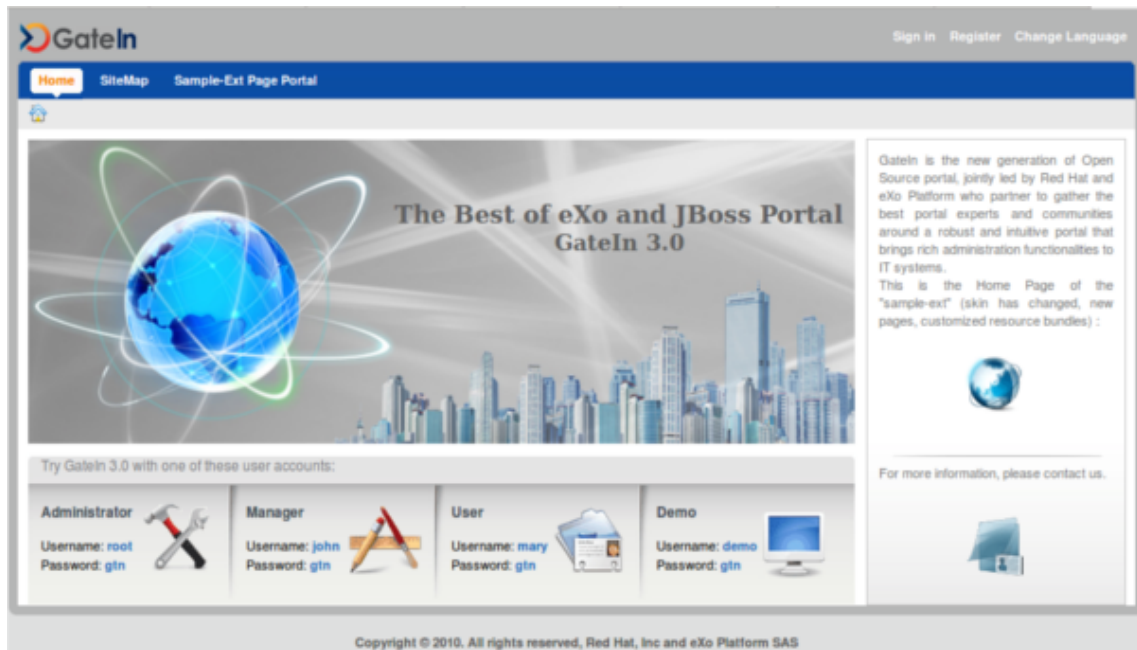 GateIn
Sign in Register Change Language
Home SiteMap Sample-Ext Page Portal
The Best of eXo and JBoss Portal
GateIn 3.0
GateIn is the new generation of Open
Source portal, jointly led by Red Hat and
eXo Platform who partner to gather the
best portal experts and communities
around a robust and intuitive portal that
brings rich administration functionalities to
IT systems.
This is the Home Page of the
"sample-ext" (skin has changed, new
pages, customized resource bundles) :
Try GateIn 3.0 with one of these user accounts:
Administrator
Username: root
Password: gtn
Manager
Username: john
Password: gtn
User
Username: mary
Password: gtn
Demo
Username: demo
Password: gtn
For more information, please contact us.
Copyright © 2010. All rights reserved, Red Hat, Inc and eXo Platform SAS